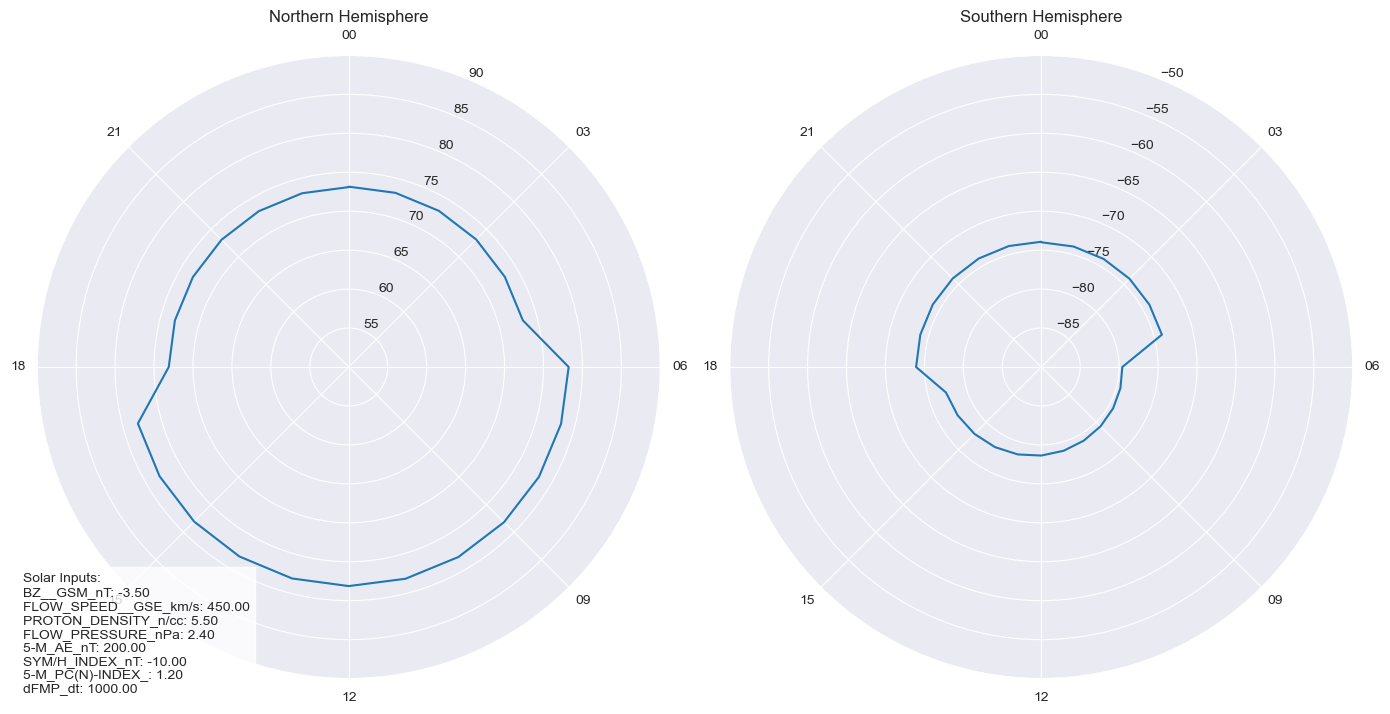 Northern Hemisphere
00
90
85
80
75
70
65
60
55
21
03
18
06
09
12
Solar Inputs:
BZ__GSM_nT: -3.50
FLOW_SPEED__GSE_km/s: 450.00
PROTON_DENSITY_n/cc: 5.50
FLOW_PRESSURE_nPa: 2.40
5-M_AE_nT: 200.00
SYM/H_INDEX_nT: -10.00
5-M_PC(N)-INDEX_: 1.20
dFMP_dt: 1000.00
Southern Hemisphere
00
−50
−55
−60
−65
−70
−75
−80
−85
21
03
18
06
15
09
12